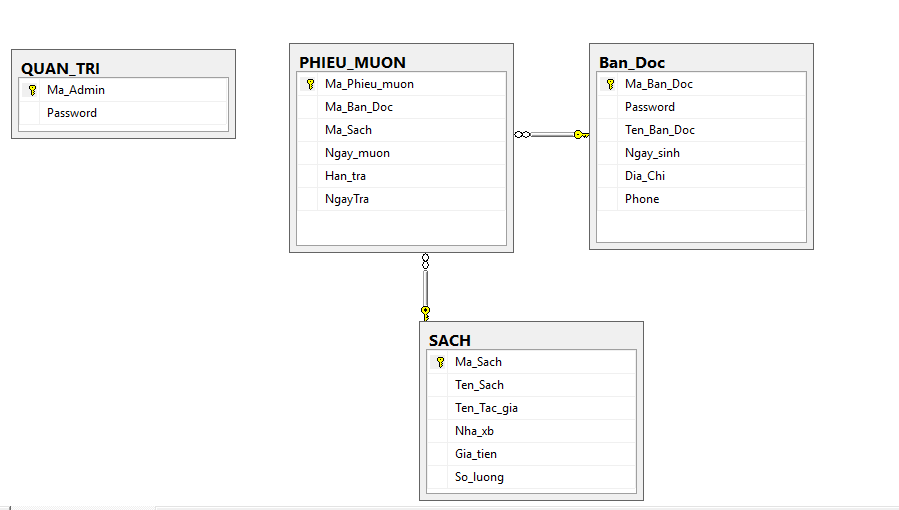 QUAN_TRI
Ma_Admin
Password
PHIEU_MUON
Ma_Phieu_muon
Ma_Ban_Doc
Ma_Sach
Ngay_muon
Han_tra
NgayTra
Ban_Doc
Ma_Ban_Doc
Password
Ten_Ban_Doc
Ngay_sinh
Dia_Chi
Phone
SACH
Ma_Sach
Ten_Sach
Ten_Tac_gia
Nha_xb
Gia_tien
So_luong